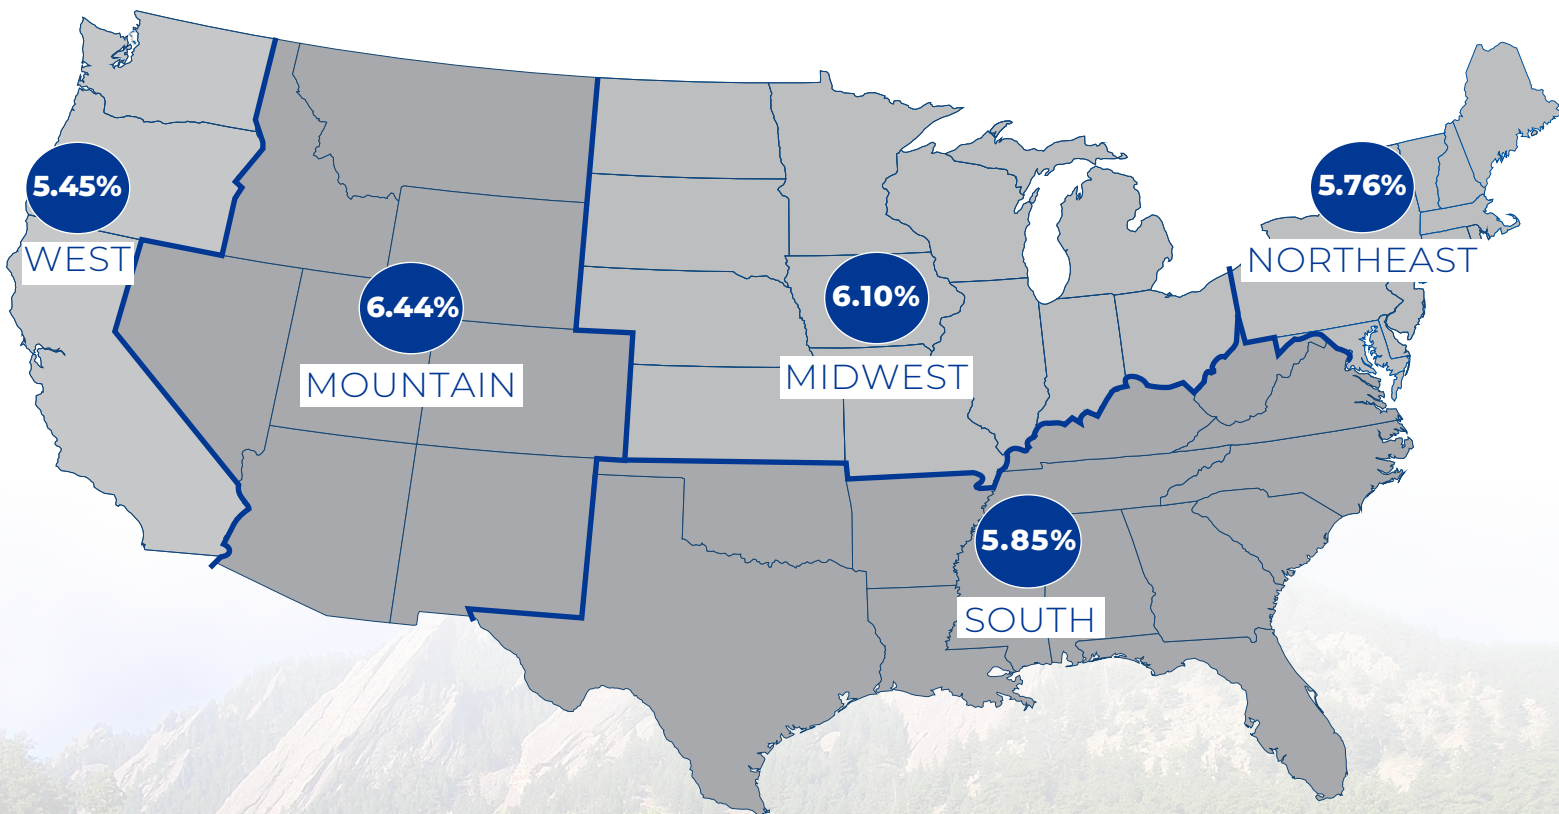 5.45%
WEST
6.44%
MOUNTAIN
6.10%
MIDWEST
5.76%
NORTHEAST
5.85%
SOUTH